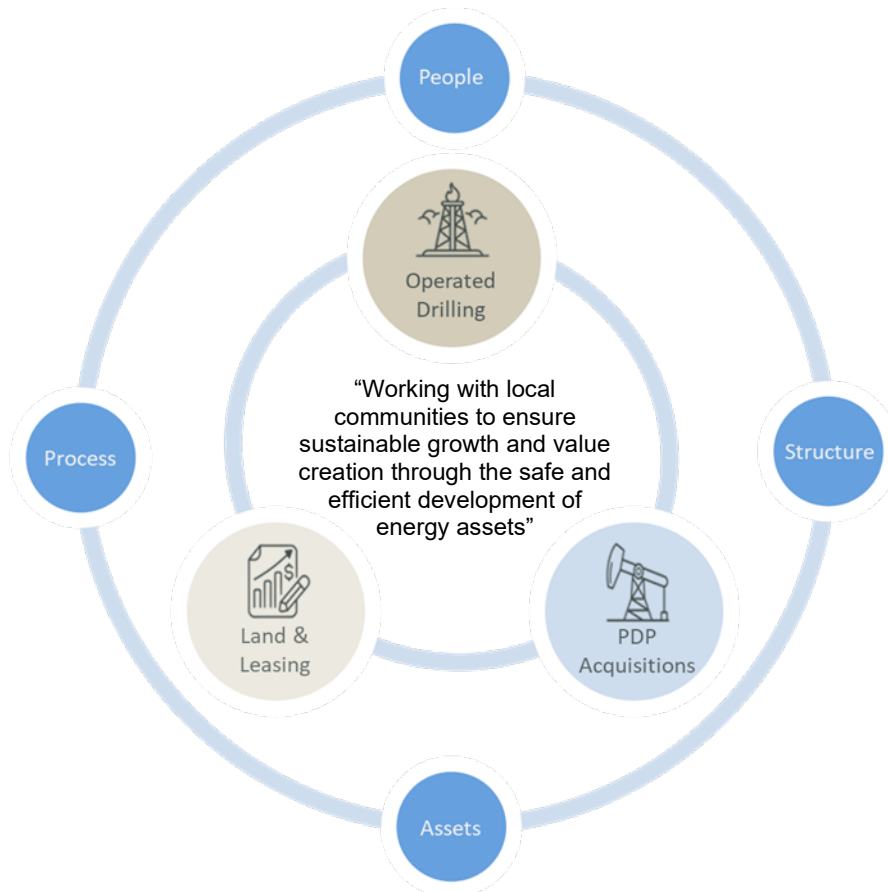 People
Operated
Drilling
“Working with local
communities to ensure
sustainable growth and value
creation through the safe and
efficient development of
energy assets”
Process
Structure
$
Land &
Leasing
PDP
Acquisitions
Assets